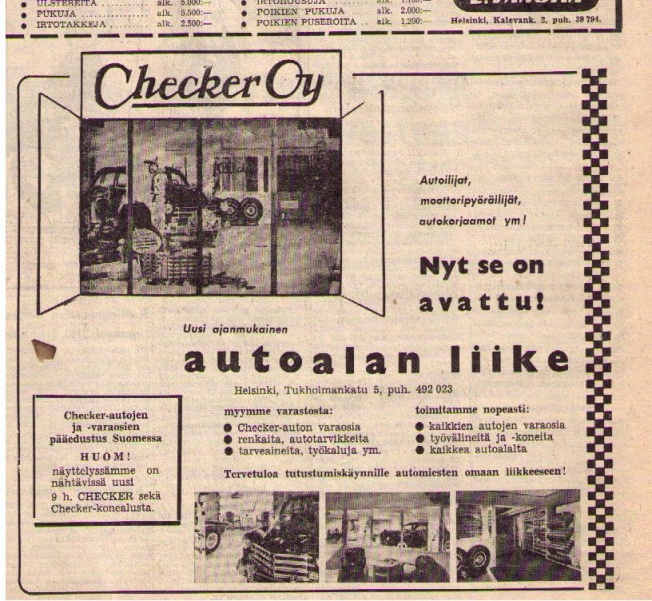 ULSTEREITA .......... alk. 5.000:—
PUKUJA .......... alk. 5.500:—
IRTOTAKKEJA ........ alk. 2.500:—
IRTOHOUSUJA
POIKIEN PUKUJA .... alk. 2.000:—
POIKIEN PUSEROITA .. alk. 1.200:—
Helsinki, Kalevank. 2, puh. 39 794.
Checker Oy
Autoilijat,
moottoripyöräilijät,
autokorjaamot ym!
Nyt se on
avattu!
Uusi ajanmukainen
autoalan liike
Helsinki, Tukholmankatu 5, puh. 492 023
Checker-autojen
ja -varaosien
pääedustus Suomessa
HUOM!
näyttelyssämme on
nähtävissä uusi
9 h. CHECKER sekä
Checker-konealusta.
myymme varastosta:
● Checker-auton varaosia
● renkaita, autotarvikkeita
● tarveaineita, työkaluja ym.
toimitamme nopeasti:
● kaikkien autojen varaosia
● työvälineitä ja -koneita
● kaikkea autoalalta
Tervetuloa tutustumiskäynnille automiesten omaan liikkeeseen!